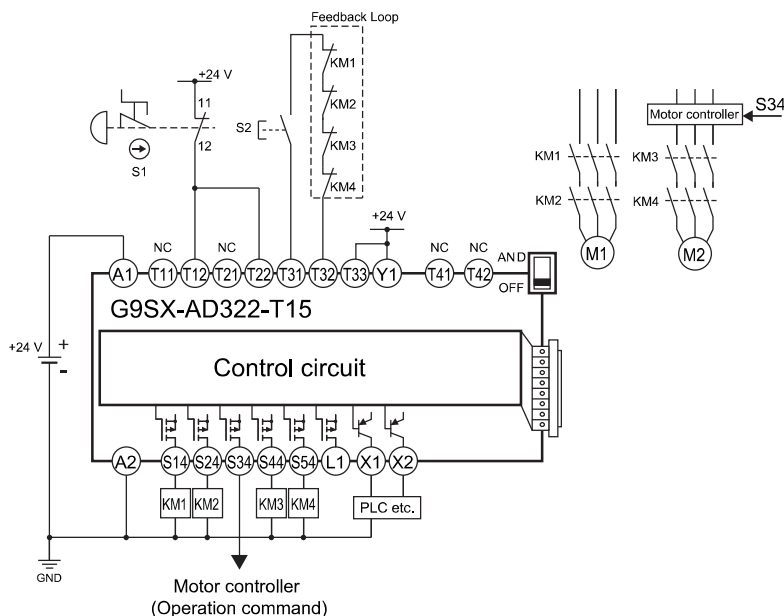 Feedback Loop
+24 V
11
12
S1
S2
KM1
KM2
KM3
KM4
+24 V
Motor controller
S34
KM1
KM2
KM3
KM4
M1
M2
NC
NC
NC
NC
A1
T11
T12
T21
T22
T31
T32
T33
Y1
T41
T42
AND
OFF
G9SX-AD322-T15
+24 V
+
-
Control circuit
A2
S14
S24
S34
S44
S54
L1
X1
X2
KM1
KM2
KM3
KM4
PLC etc.
GND
Motor controller
(Operation command)